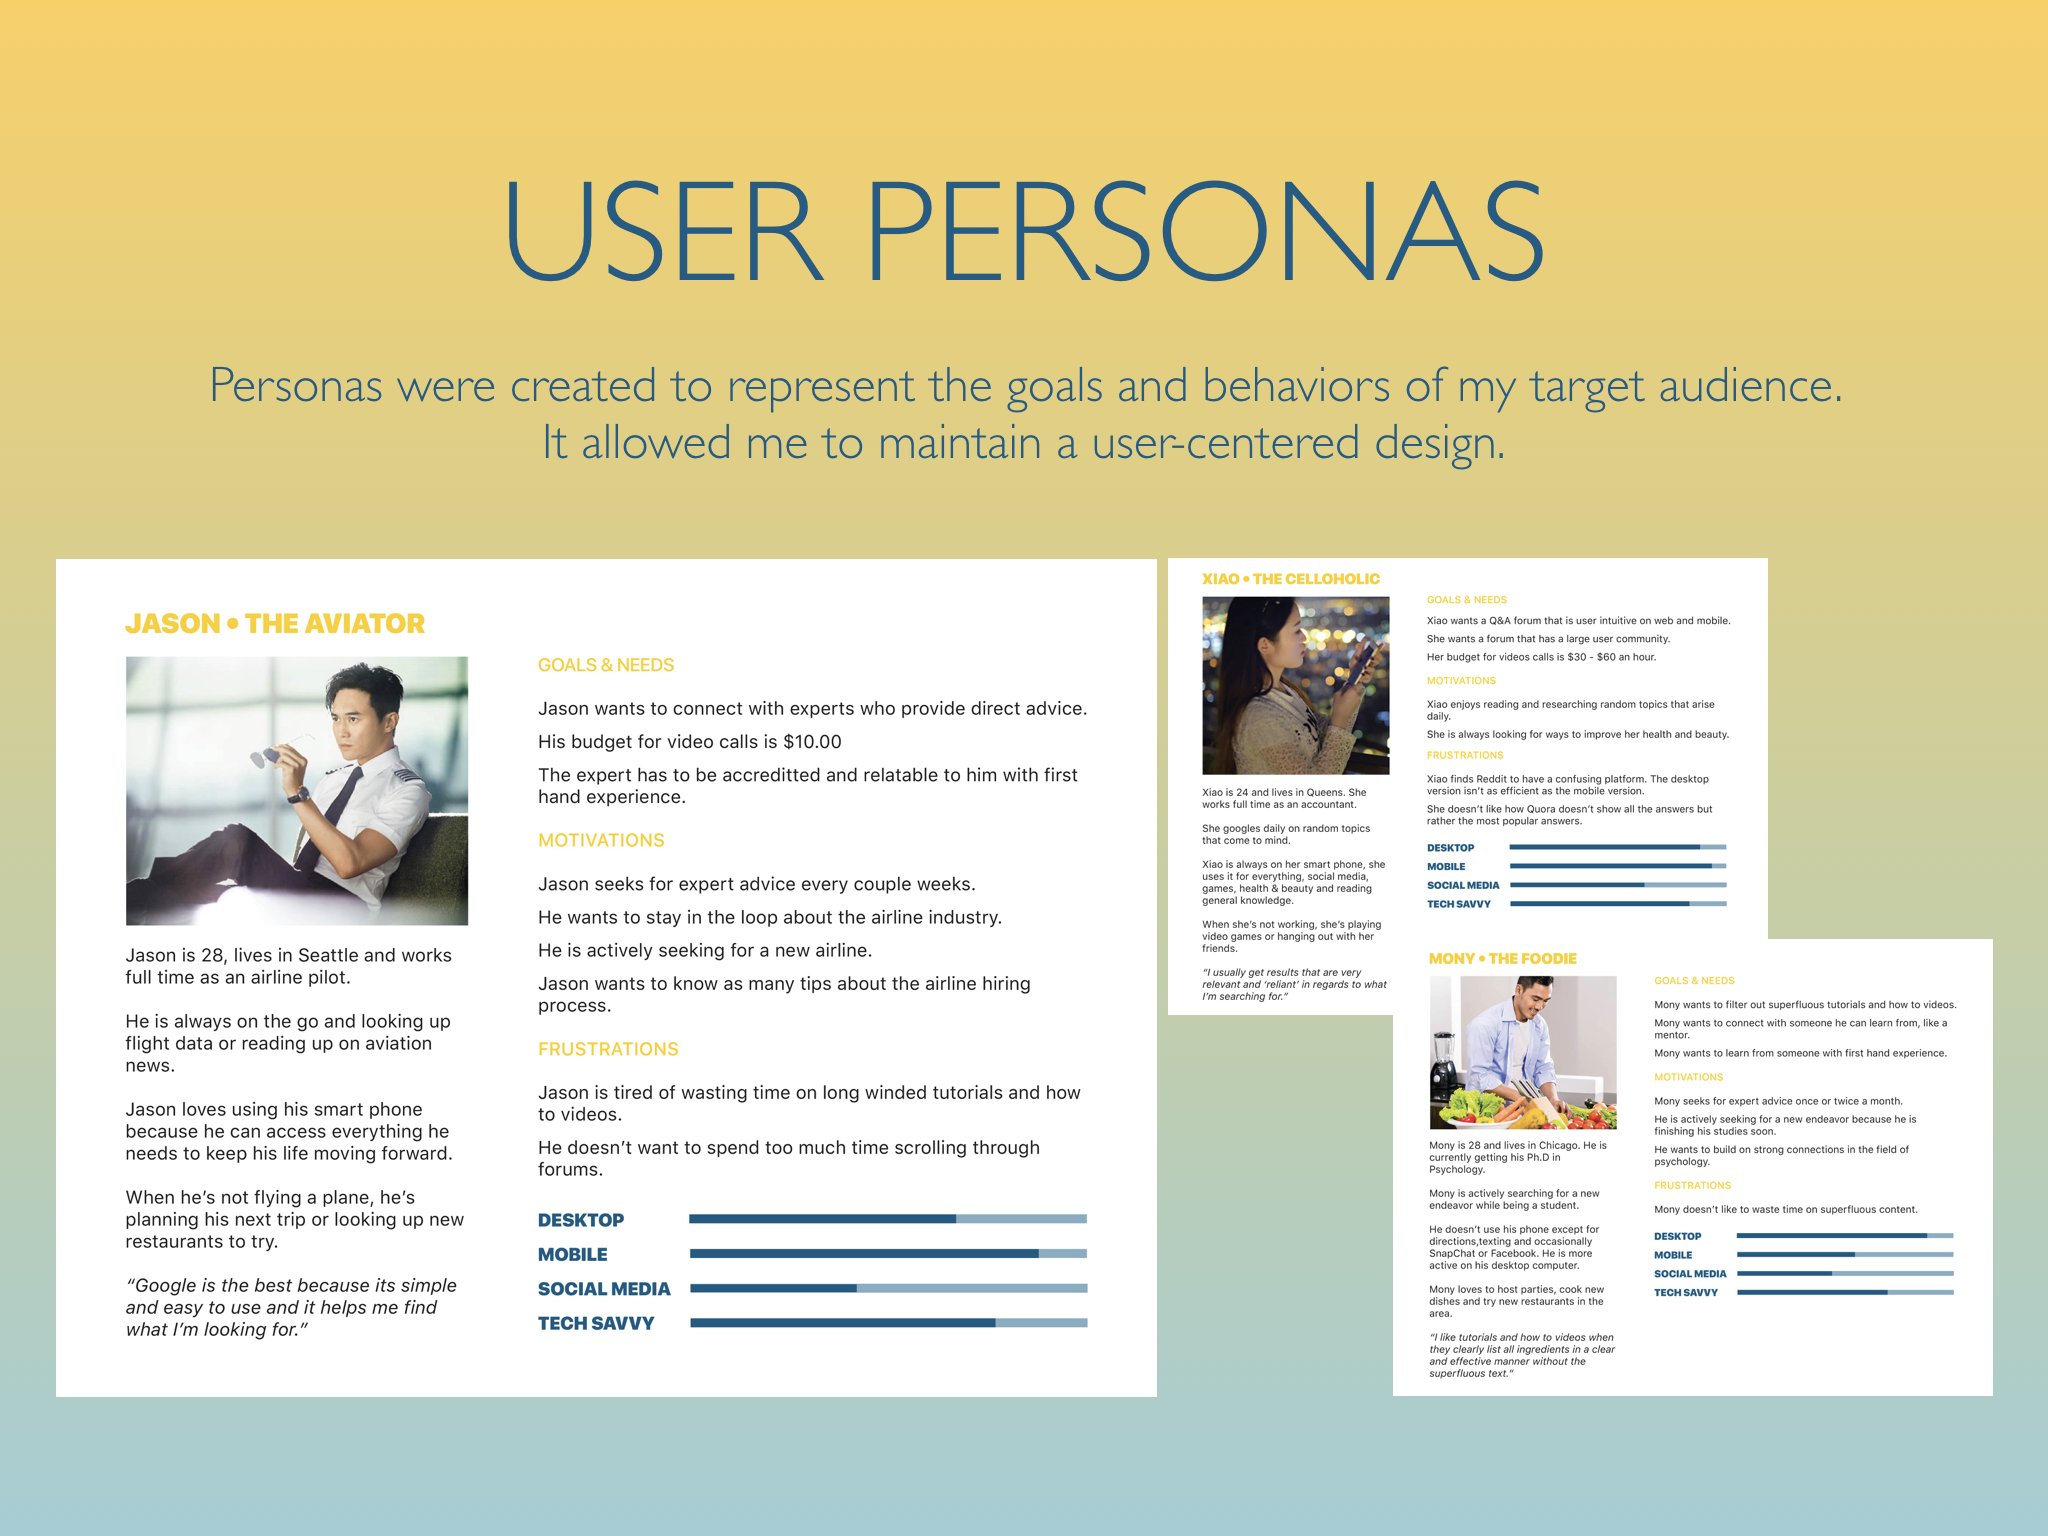 USER PERSONAS
Personas were created to represent the goals and behaviors of my target audience.
It allowed me to maintain a user-centered design.
JASON • THE AVIATOR
Jason is 28, lives in Seattle and works
full time as an airline pilot.
He is always on the go and looking up
flight data or reading up on aviation
news.
Jason loves using his smart phone
because he can access everything he
needs to keep his life moving forward.
When he's not flying a plane, he's
planning his next trip or looking up new
restaurants to try.
“Google is the best because its simple
and easy to use and it helps me find
what I'm looking for.”
GOALS & NEEDS
Jason wants to connect with experts who provide direct advice.
His budget for video calls is $10.00
The expert has to be accreditted and relatable to him with first
hand experience.
MOTIVATIONS
Jason seeks for expert advice every couple weeks.
He wants to stay in the loop about the airline industry.
He is actively seeking for a new airline.
Jason wants to know as many tips about the airline hiring
process.
FRUSTRATIONS
Jason is tired of wasting time on long winded tutorials and how
to videos.
He doesn't want to spend too much time scrolling through
forums.
DESKTOP
MOBILE
SOCIAL MEDIA
TECH SAVVY
XIAO • THE CELLOHOLIC
Xiao is 24 and lives in Queens. She
works full time as an accountant.
She googles daily on random topics
that come to mind.
Xiao is always on her smart phone, she
uses it for everything, social media,
games, health & beauty and reading
general knowledge.
When she's not working, she's playing
video games or hanging out with her
friends.
“I usually get results that are very
relevant and ‘reliant’ in regards to what
I'm searching for.”
GOALS & NEEDS
Xiao wants a Q&A forum that is user intuitive on web and mobile.
She wants a forum that has a large user community.
Her budget for videos calls is $30 - $60 an hour.
MOTIVATIONS
Xiao enjoys reading and researching random topics that arise
daily.
She is always looking for ways to improve her health and beauty.
FRUSTRATIONS
Xiao finds Reddit to have a confusing platform. The desktop
version isn't as efficient as the mobile version.
She doesn't like how Quora doesn't show all the answers but
rather the most popular answers.
DESKTOP
MOBILE
SOCIAL MEDIA
TECH SAVVY
MONY • THE FOODIE
Mony is 28 and lives in Chicago. He is
currently getting his Ph.D in
Psychology.
Mony is actively searching for a new
endeavor while being a student.
He doesn't use his phone except for
directions,texting and occasionally
SnapChat or Facebook. He is more
active on his desktop computer.
Mony loves to host parties, cook new
dishes and try new restaurants in the
area.
“I like tutorials and how to videos when
they clearly list all ingredients in a clear
and effective manner without the
superfluous text.”
GOALS & NEEDS
Mony wants to filter out superfluous tutorials and how to videos.
Mony wants to connect with someone he can learn from, like a
mentor.
Mony wants to learn from someone with first hand experience.
MOTIVATIONS
Mony seeks for expert advice once or twice a month.
He is actively seeking for a new endeavor because he is
finishing his studies soon.
He wants to build on strong connections in the field of
psychology.
FRUSTRATIONS
Mony doesn't like to waste time on superfluous content.
DESKTOP
MOBILE
SOCIAL MEDIA
TECH SAVVY